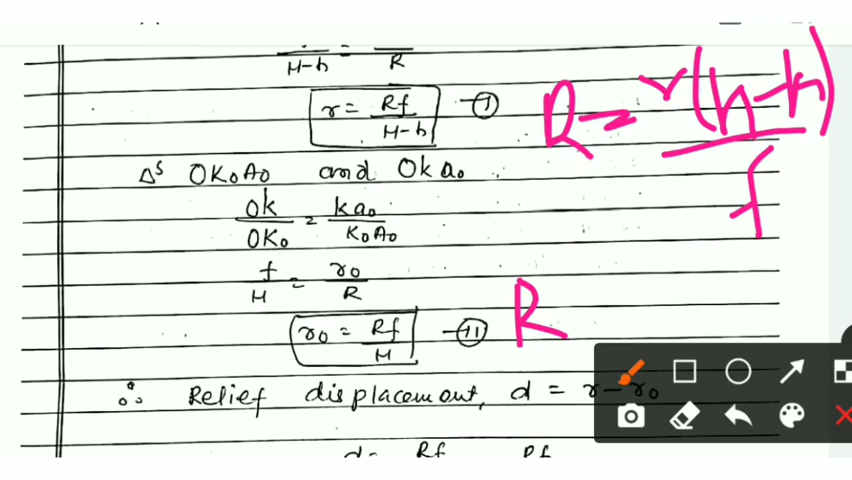 H-h = R
r = Rf / H-h — I
R = r(h-h) / f
Δs OK₀A₀ and Oka₀
Ok / OK₀ = ka₀ / K₀A₀
f / H = r₀ / R
r₀ = Rf / H — II
R
∴ Relief displacement, d = r - r₀
d = Rf Rf